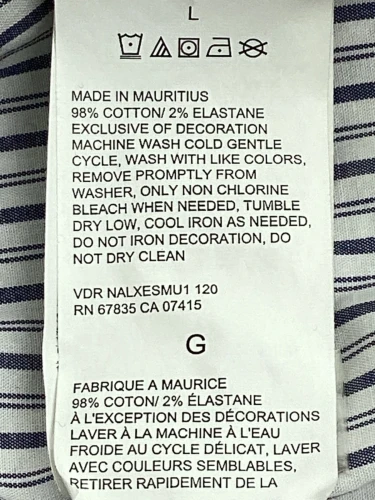 L
MADE IN MAURITIUS
98% COTTON/ 2% ELASTANE
EXCLUSIVE OF DECORATION
MACHINE WASH COLD GENTLE
CYCLE, WASH WITH LIKE COLORS,
REMOVE PROMPTLY FROM
WASHER, ONLY NON CHLORINE
BLEACH WHEN NEEDED, TUMBLE
DRY LOW, COOL IRON AS NEEDED,
DO NOT IRON DECORATION, DO
NOT DRY CLEAN
VDR NALXESMU1 120
RN 67835 CA 07415
G
FABRIQUE A MAURICE
98% COTON/ 2% ÉLASTANE
À L'EXCEPTION DES DÉCORATIONS
LAVER À LA MACHINE À L'EAU
FROIDE AU CYCLE DÉLICAT, LAVER
AVEC COULEURS SEMBLABLES,
RETIRER RAPIDEMENT DE LA